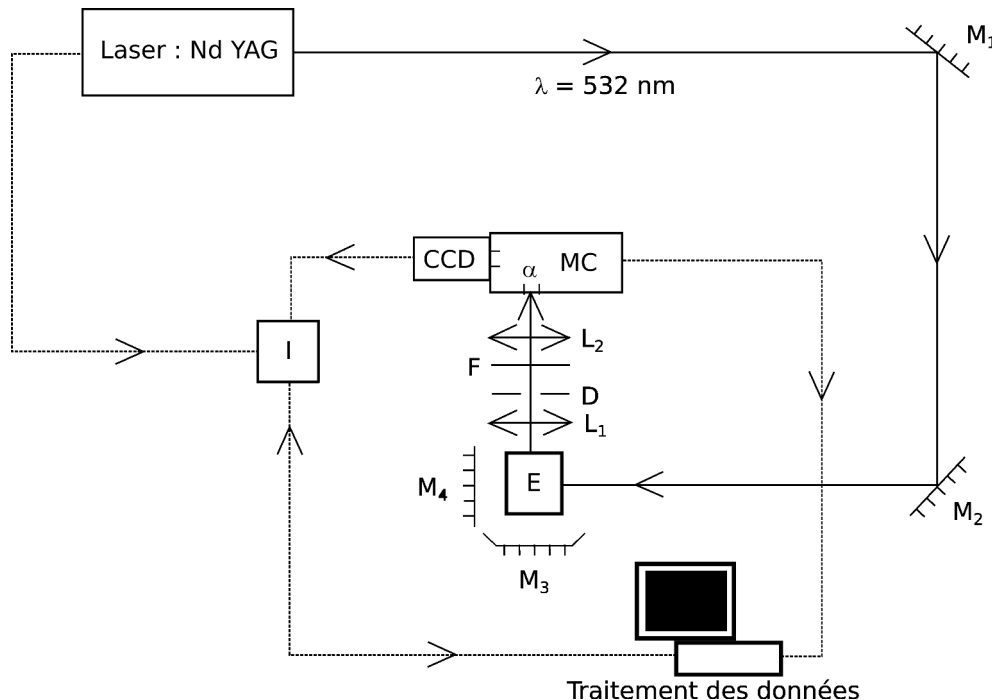 Laser : Nd YAG
M1
λ = 532 nm
CCD
α
MC
I
L2
F
D
L1
E
M4
M2
M3
Traitement des données